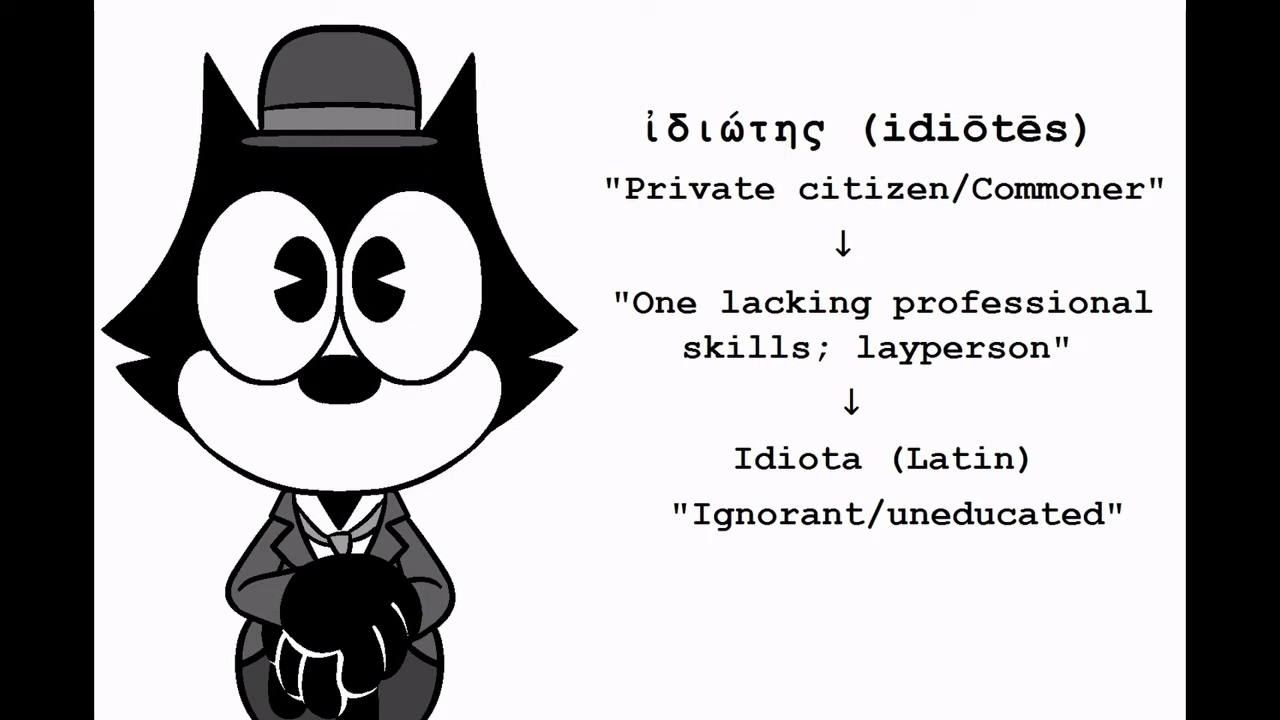 ἰδιώτης (idiōtēs)
"Private citizen/Commoner"
↓
"One lacking professional
skills; layperson"
↓
Idiota (Latin)
"Ignorant/uneducated"